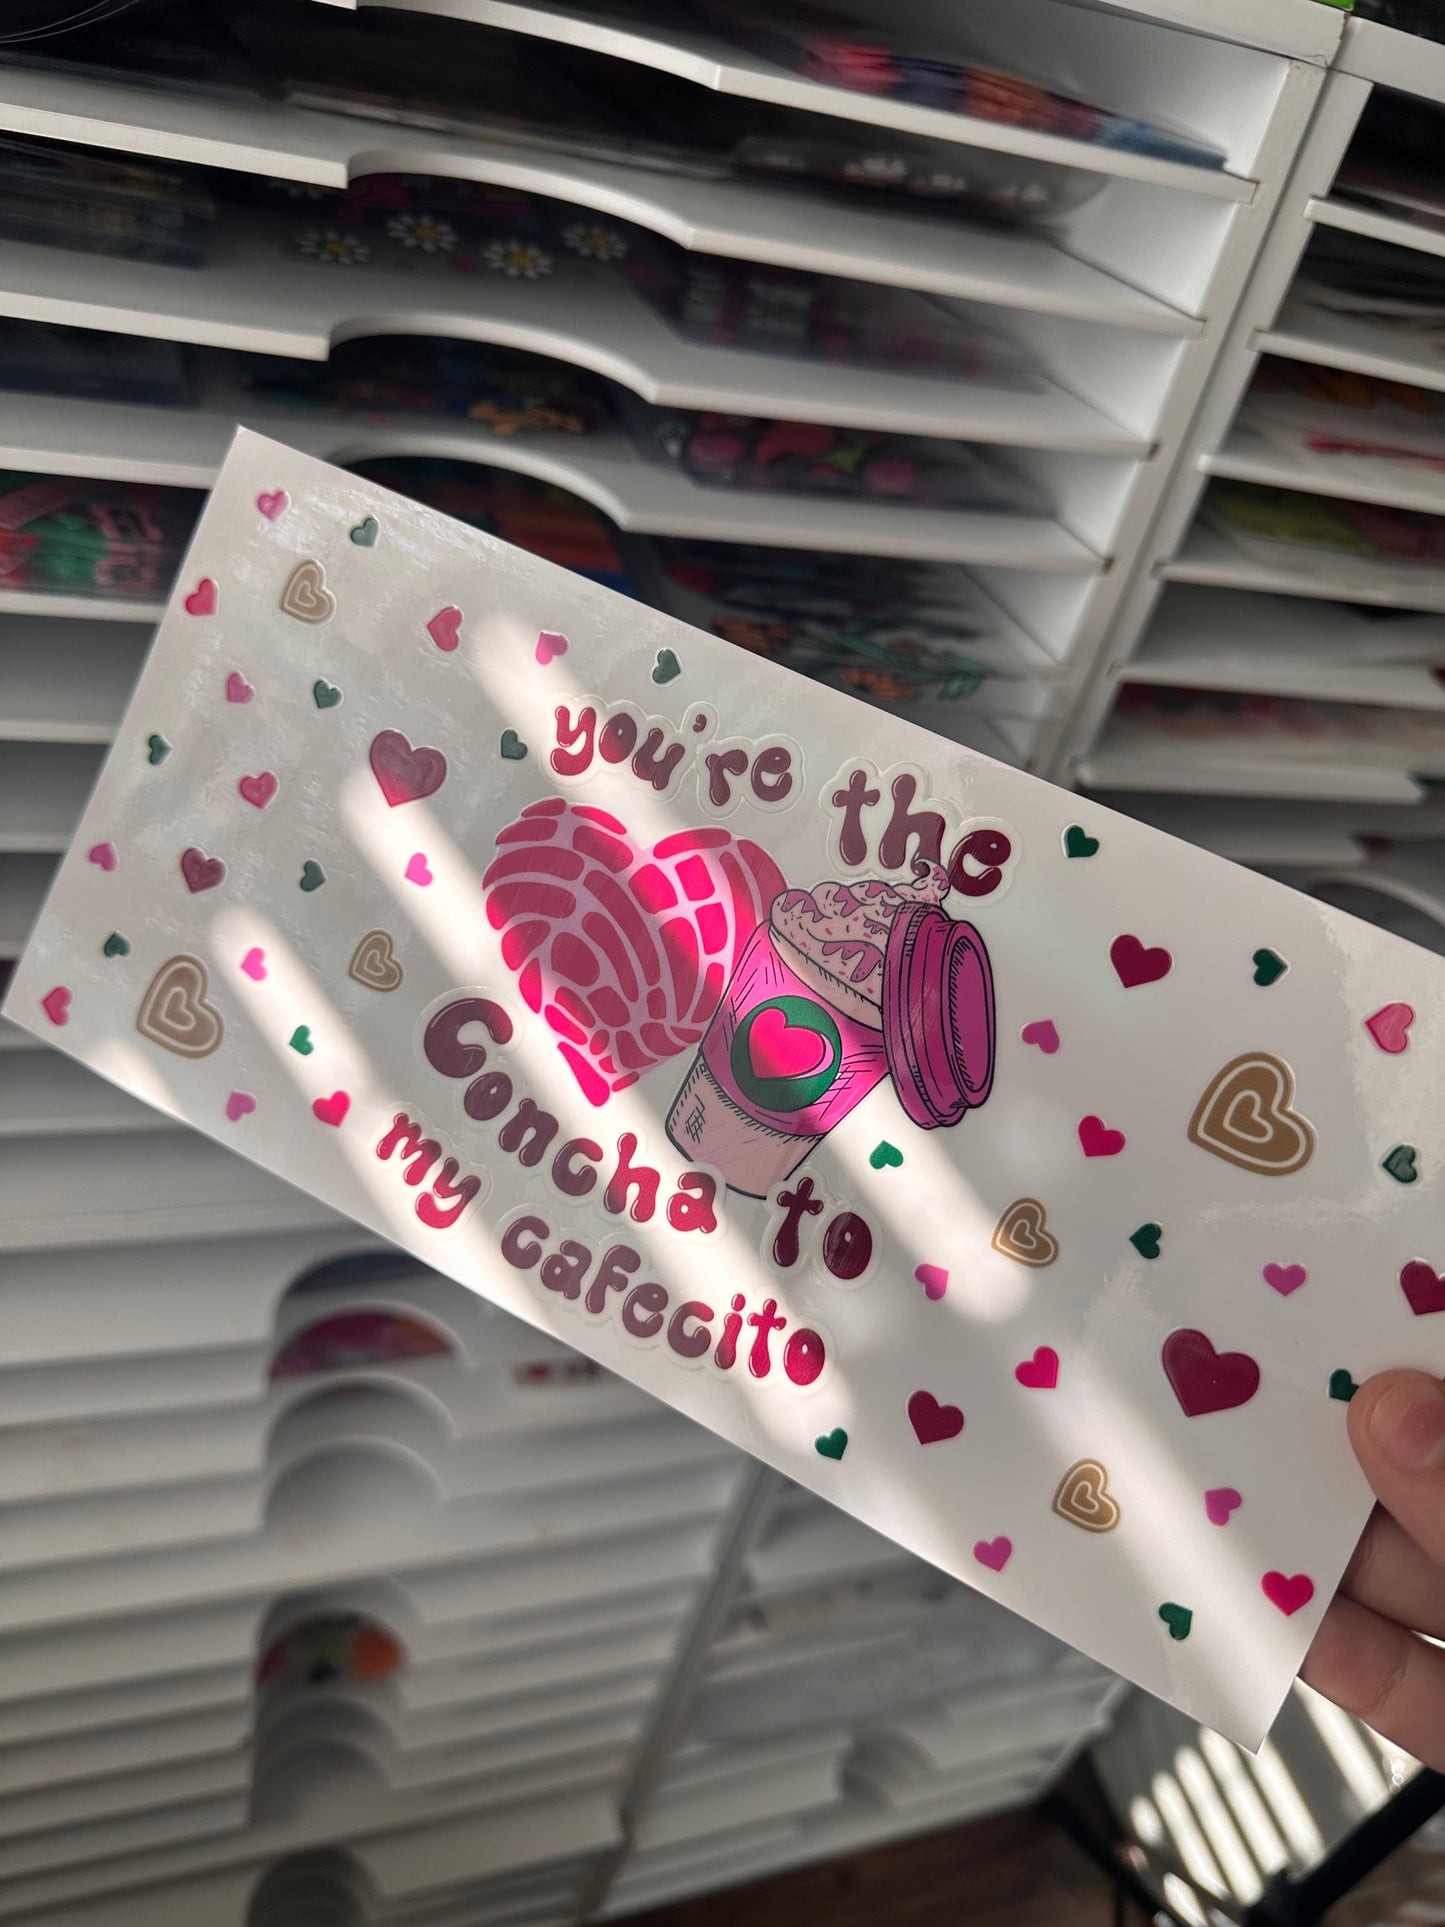 you're the
Concha to
my cafecito